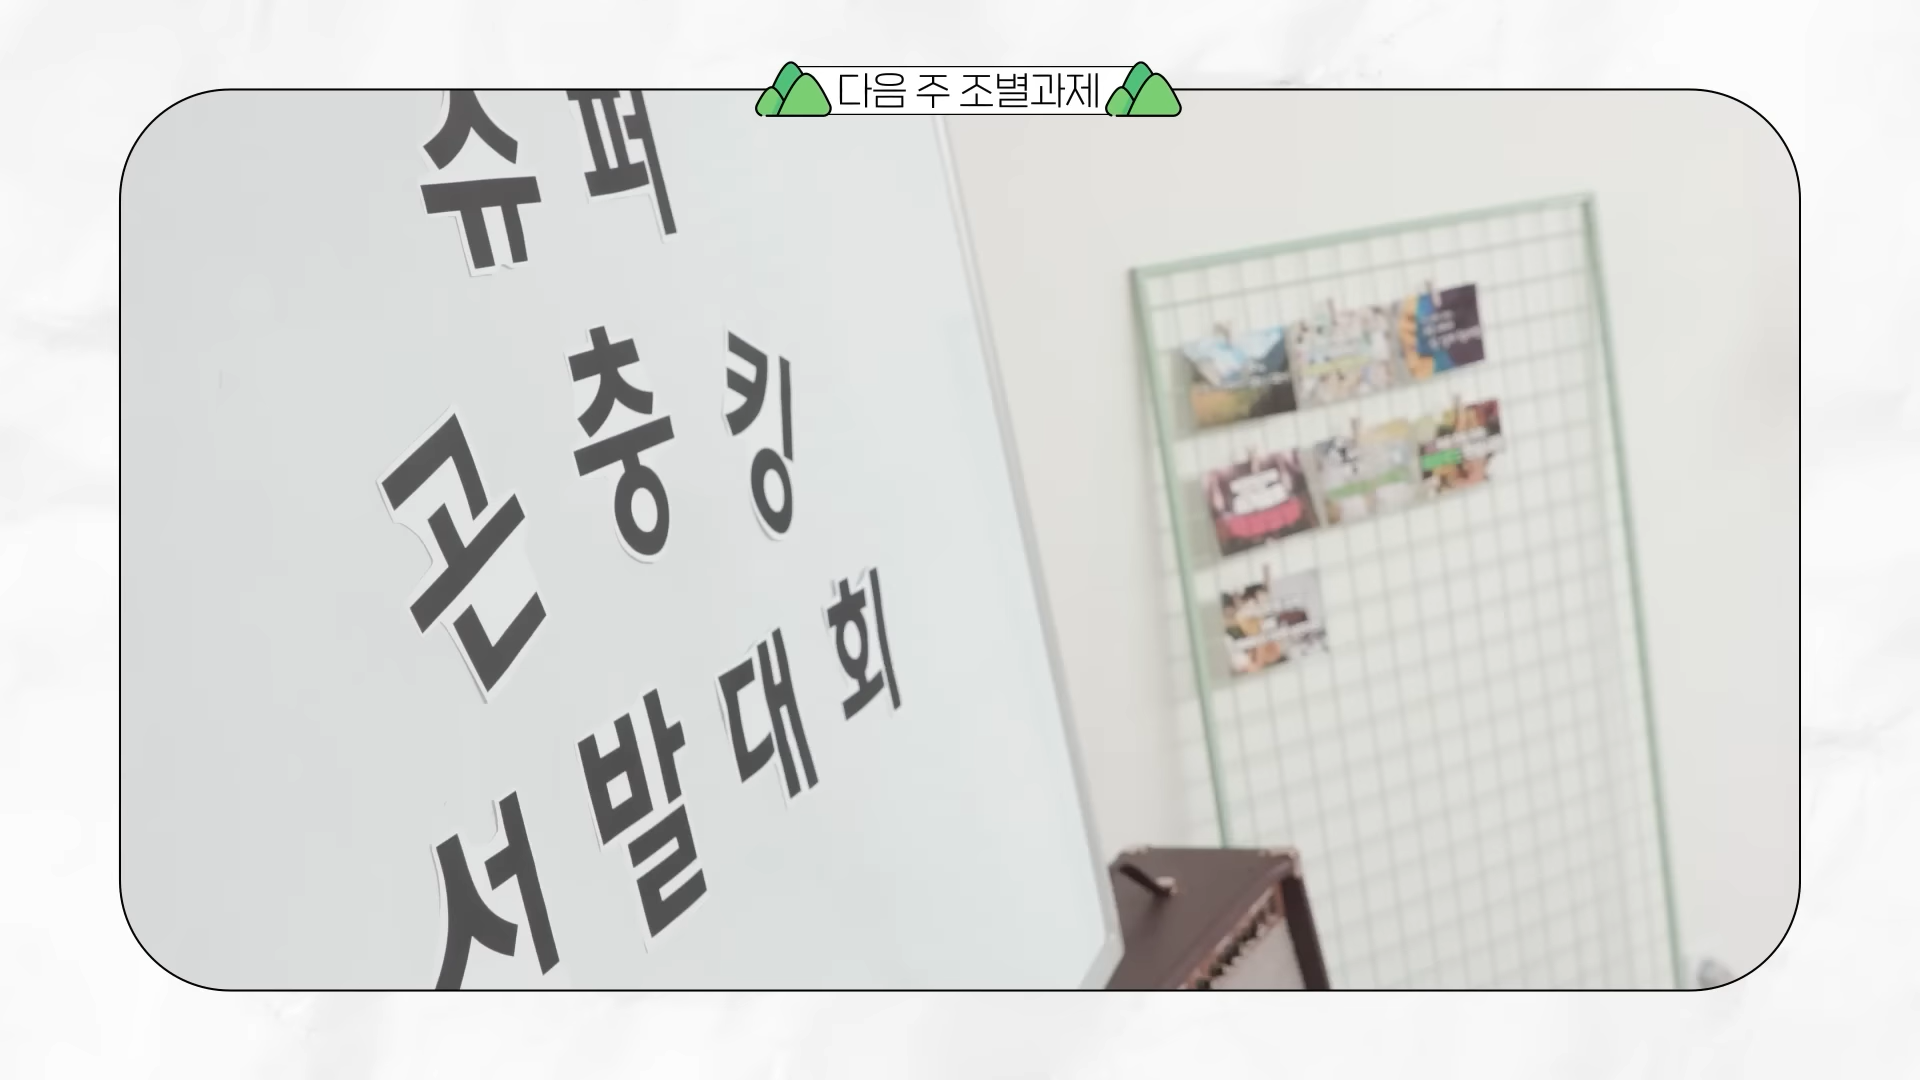 다음 주 조별과제
슈퍼
곤충킹
서발대회